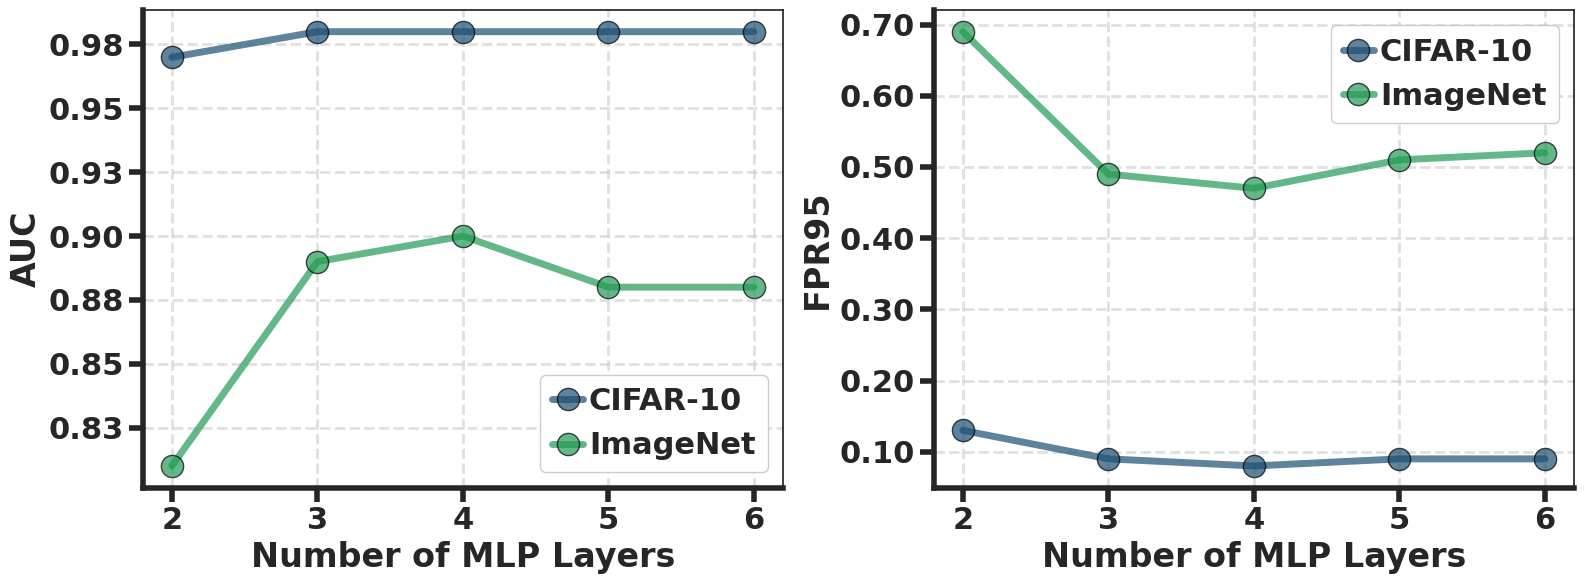 AUC
0.98
0.95
0.93
0.90
0.88
0.85
0.83
CIFAR-10
ImageNet
2 3 4 5 6
Number of MLP Layers
FPR95
0.70
0.60
0.50
0.40
0.30
0.20
0.10
CIFAR-10
ImageNet
2 3 4 5 6
Number of MLP Layers